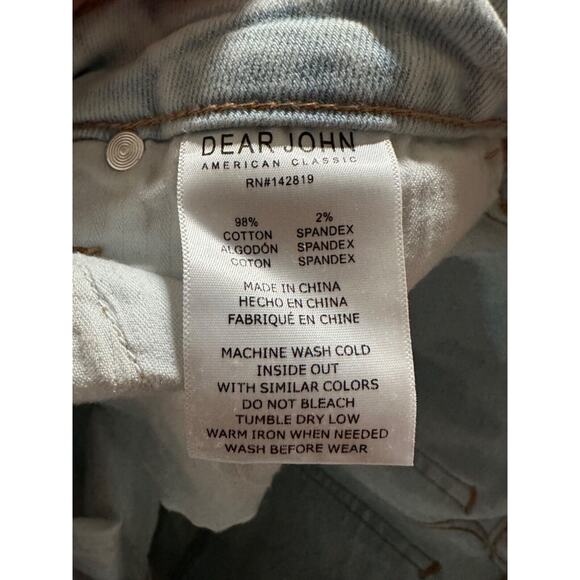 DEAR JOHN
AMERICAN CLASSIC
RN#142819
98% 2%
COTTON SPANDEX
ALGODÓN SPANDEX
COTON SPANDEX
MADE IN CHINA
HECHO EN CHINA
FABRIQUÉ EN CHINE
MACHINE WASH COLD
INSIDE OUT
WITH SIMILAR COLORS
DO NOT BLEACH
TUMBLE DRY LOW
WARM IRON WHEN NEEDED
WASH BEFORE WEAR